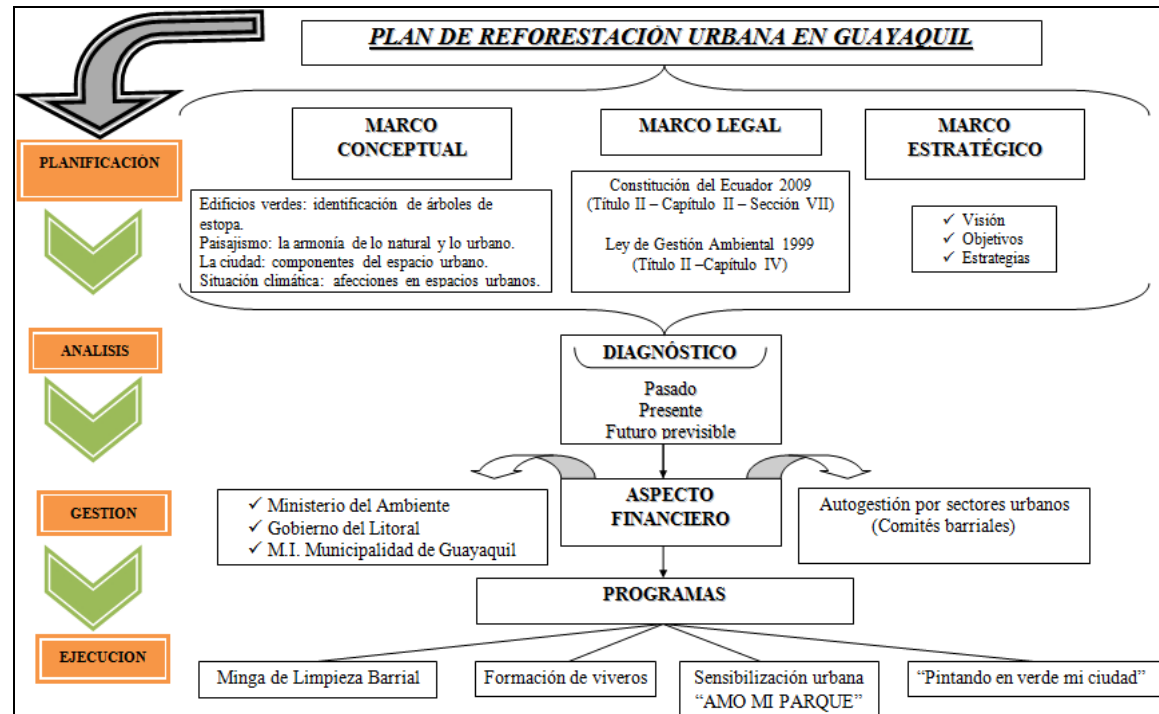 PLAN DE REFORESTACIÓN URBANA EN GUAYAQUIL
PLANIFICACIÓN
MARCO
CONCEPTUAL
MARCO LEGAL
MARCO
ESTRATÉGICO
Edificios verdes: identificación de árboles de
estopa.
Paisajismo: la armonía de lo natural y lo urbano.
La ciudad: componentes del espacio urbano.
Situación climática: afecciones en espacios urbanos.
Constitución del Ecuador 2009
(Título II – Capítulo II – Sección VII)
Ley de Gestión Ambiental 1999
(Título II –Capítulo IV)
✓ Visión
✓ Objetivos
✓ Estrategias
ANALISIS
DIAGNÓSTICO
Pasado
Presente
Futuro previsible
GESTION
✓ Ministerio del Ambiente
✓ Gobierno del Litoral
✓ M.I. Municipalidad de Guayaquil
ASPECTO
FINANCIERO
Autogestión por sectores urbanos
(Comités barriales)
PROGRAMAS
EJECUCION
Minga de Limpieza Barrial
Formación de viveros
Sensibilización urbana
“AMO MI PARQUE”
“Pintando en verde mi ciudad”